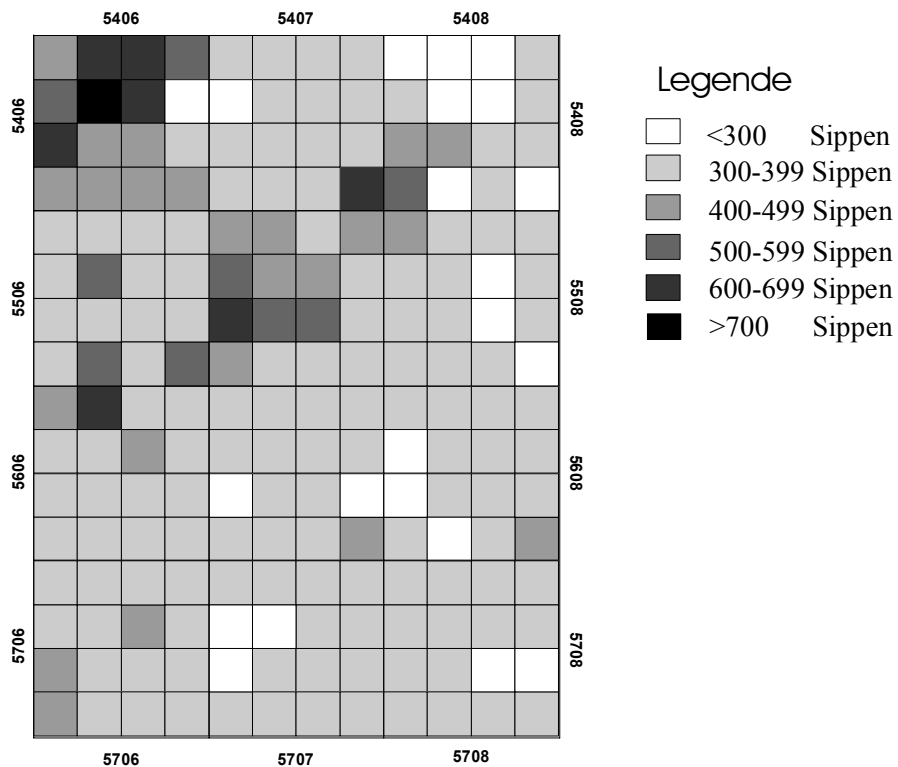 5406 5407 5408
5406
5506
5606
5706
5408
5508
5608
5708
5706 5707 5708
Legende
<300 Sippen
300-399 Sippen
400-499 Sippen
500-599 Sippen
600-699 Sippen
>700 Sippen